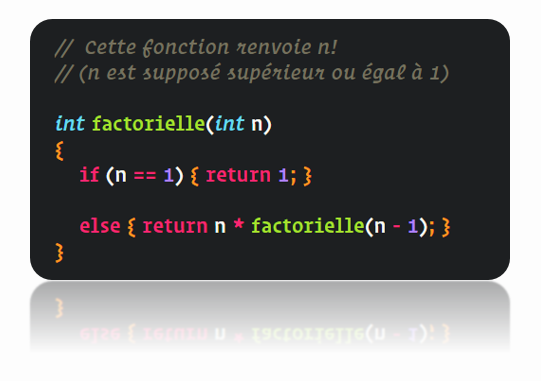 // Cette fonction renvoie n!
// (n est supposé supérieur ou égal à 1)
int factorielle(int n)
{
if (n == 1) { return 1; }
else { return n * factorielle(n - 1); }
}